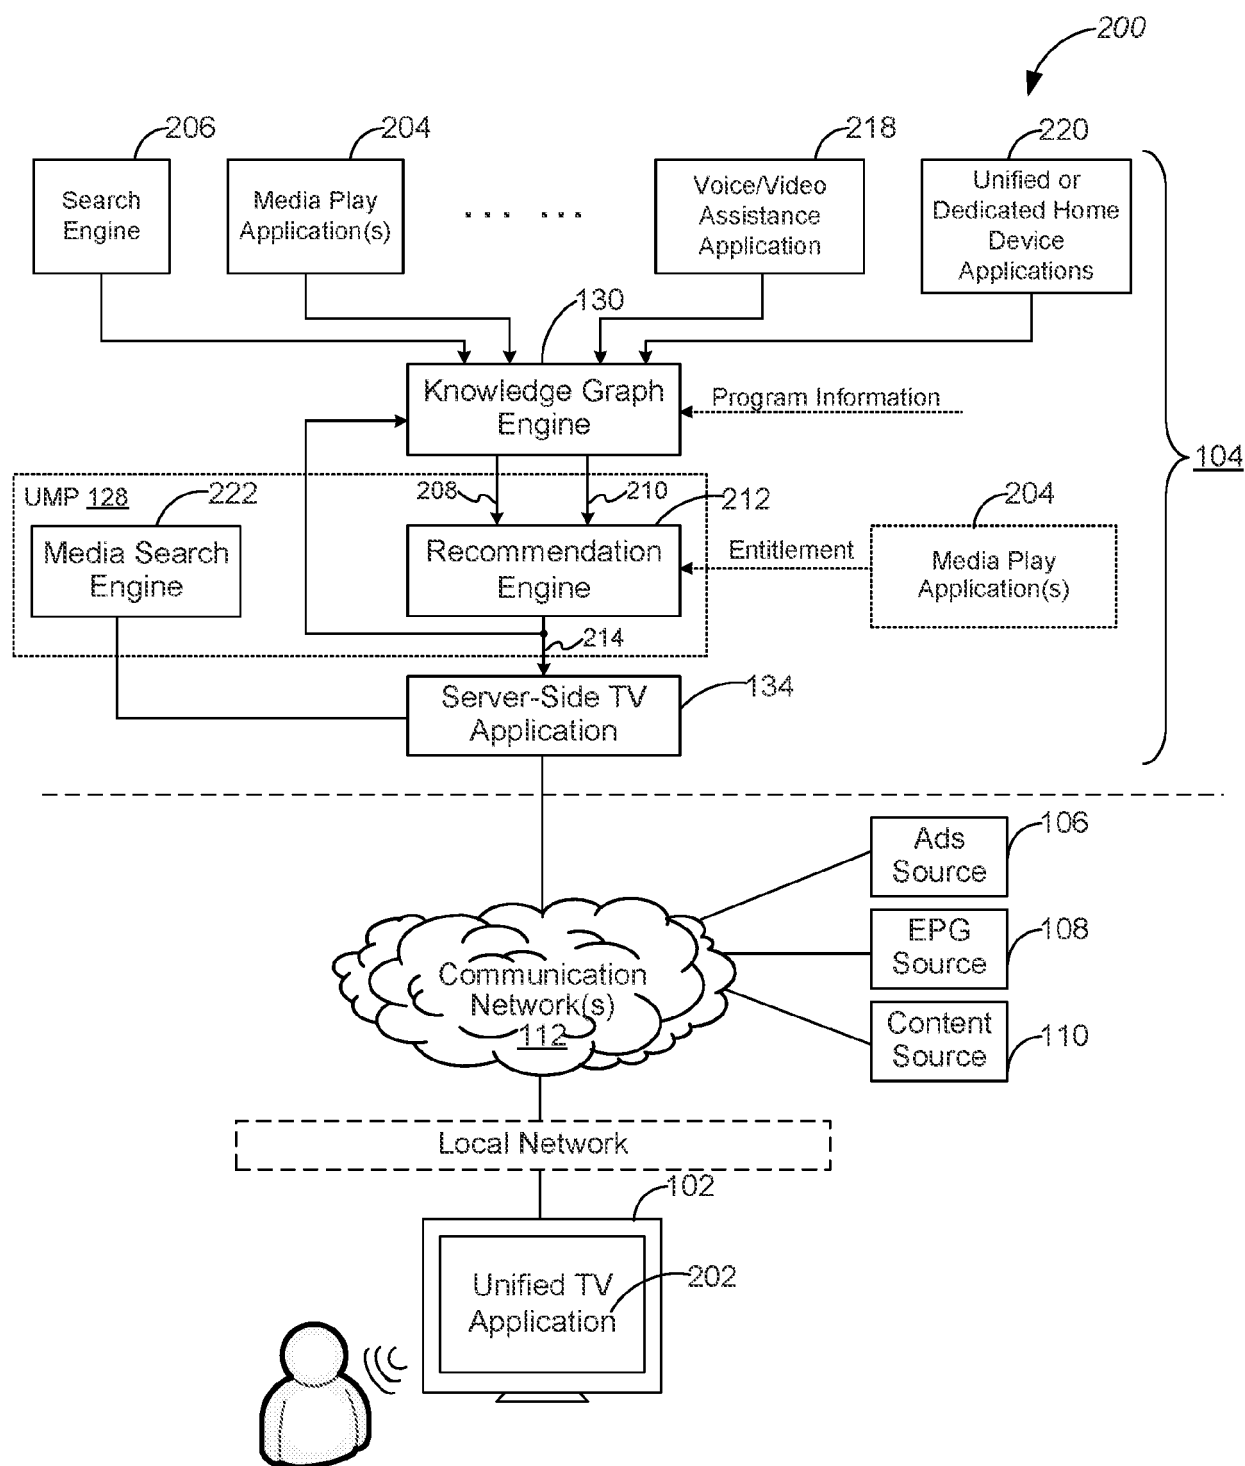 200
206
204
218
220
Search
Engine
Media Play
Application(s)
... ...
Voice/Video
Assistance
Application
Unified or
Dedicated Home
Device
Applications
130
Knowledge Graph
Engine
Program Information
104
UMP 128
222
208
210
212
204
Media Search
Engine
Recommendation
Engine
Entitlement
Media Play
Application(s)
214
Server-Side TV
Application
134
Ads
Source
106
EPG
Source
108
Communication
Network(s)
112
Content
Source
110
Local Network
102
Unified TV
Application
202